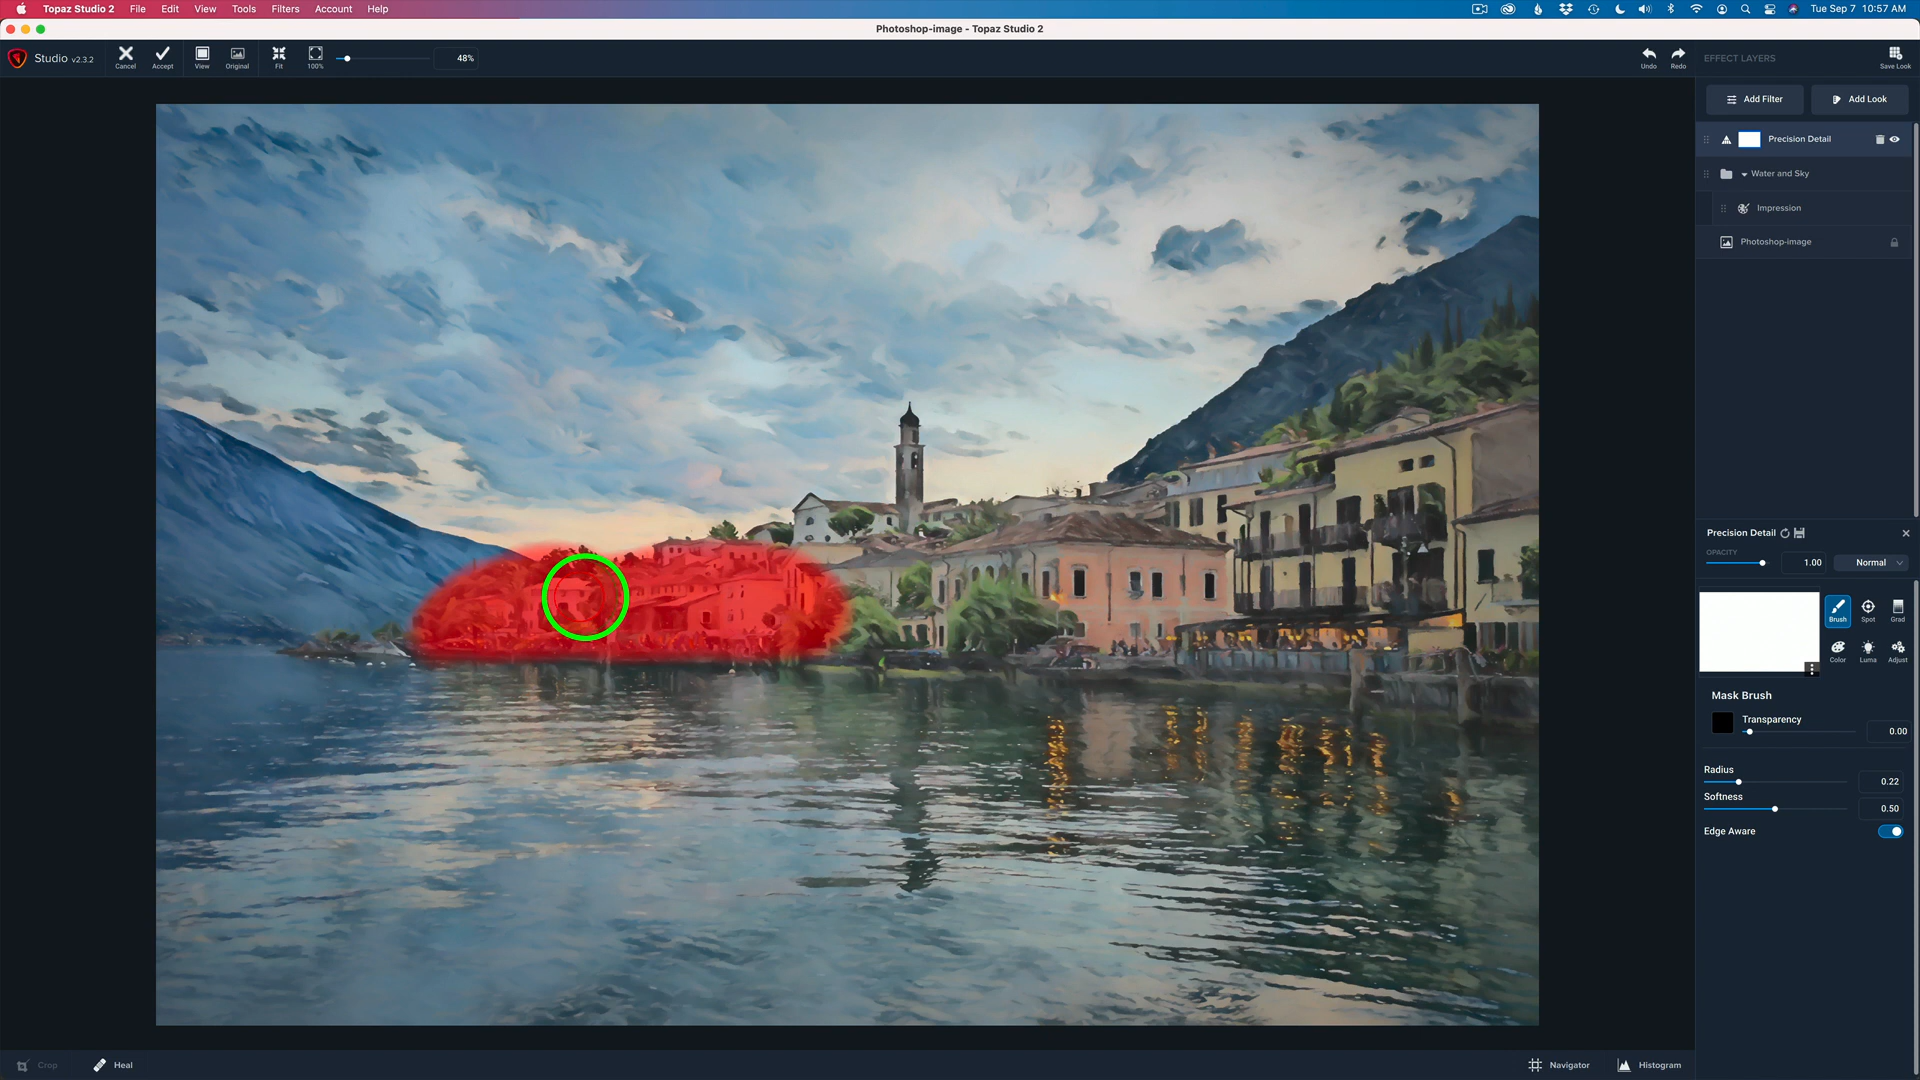 Topaz Studio 2 File Edit View Tools Filters Account Help Tue Sep 7 10:57 AM
Photoshop-image - Topaz Studio 2
Studio v2.3.2
Cancel Accept View Original Fit 100% 48% Undo Redo
EFFECT LAYERS
Save Look
Add Filter Add Look
Precision Detail
Water and Sky
Impression
Photoshop-image
Precision Detail
OPACITY
1.00 Normal
Brush Spot Grad
Color Luma Adjust
Mask Brush
Transparency
0.00
Radius
0.22
Softness
0.50
Edge Aware
Crop Heal Navigator Histogram